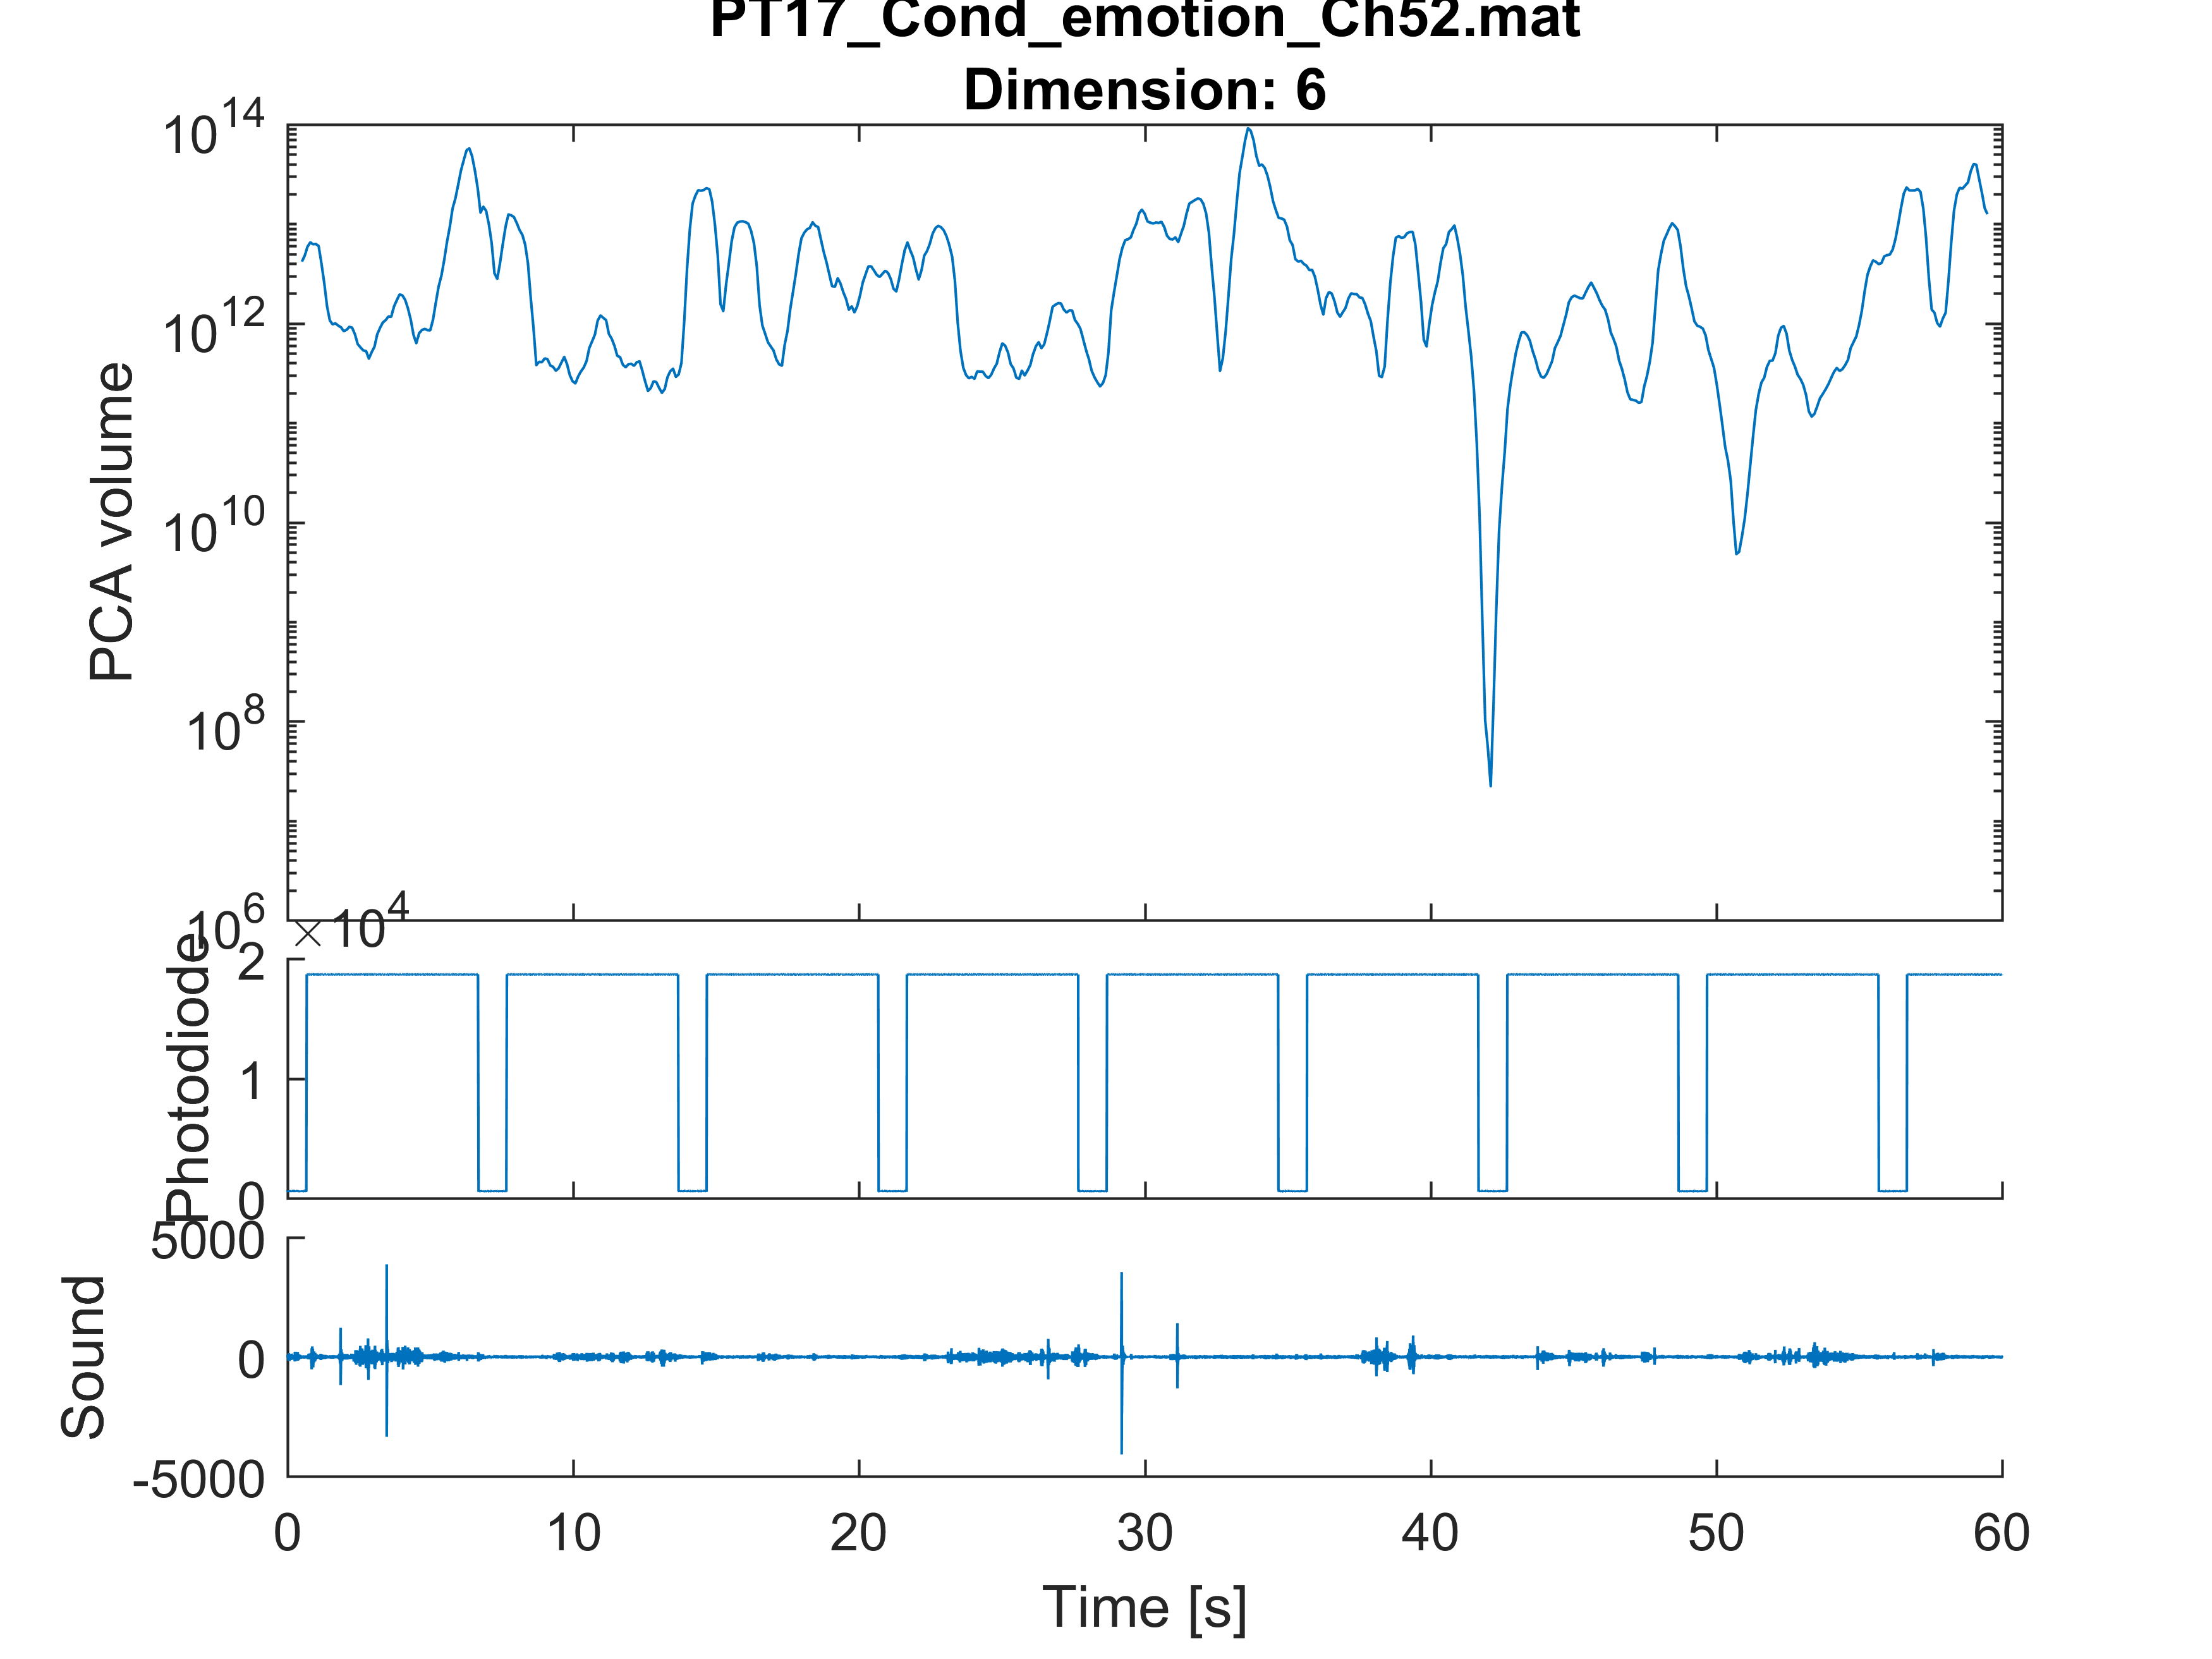 PT17_Cond_emotion_Ch52.mat
Dimension: 6
10^14
10^12
10^10
10^8
10^6
PCA volume
× 10^4
2
1
0
Photodiode
5000
0
-5000
Sound
0 10 20 30 40 50 60
Time [s]